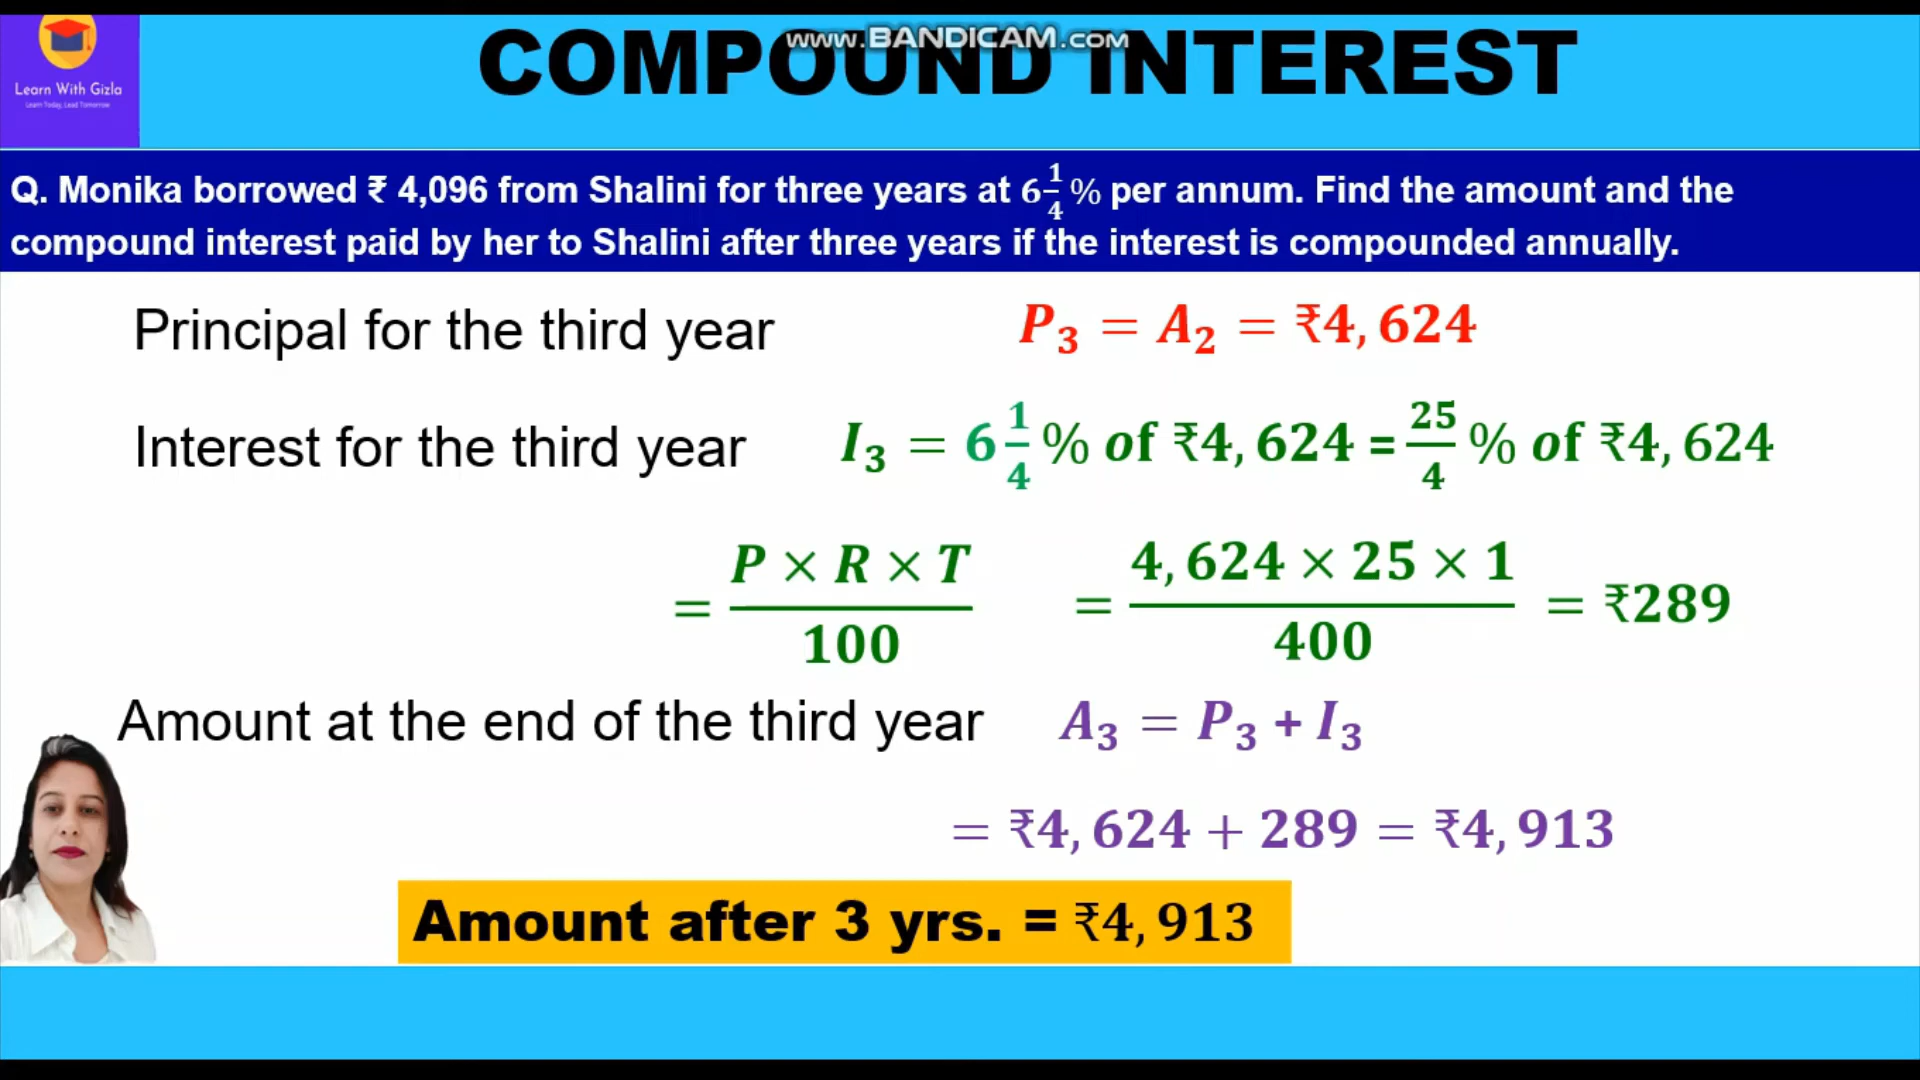 www.BANDICAM.com
COMPOUND INTEREST
Learn With Gizla
Learn Today, Lead Tomorrow
Q. Monika borrowed ₹ 4,096 from Shalini for three years at 6 1/4 % per annum. Find the amount and the
compound interest paid by her to Shalini after three years if the interest is compounded annually.
Principal for the third year P₃ = A₂ = ₹4,624
Interest for the third year I₃ = 6 1/4 % of ₹4,624 = 25/4 % of ₹4,624
= P × R × T / 100 = 4,624 × 25 × 1 / 400 = ₹289
Amount at the end of the third year A₃ = P₃ + I₃
= ₹4,624 + 289 = ₹4,913
Amount after 3 yrs. = ₹4,913